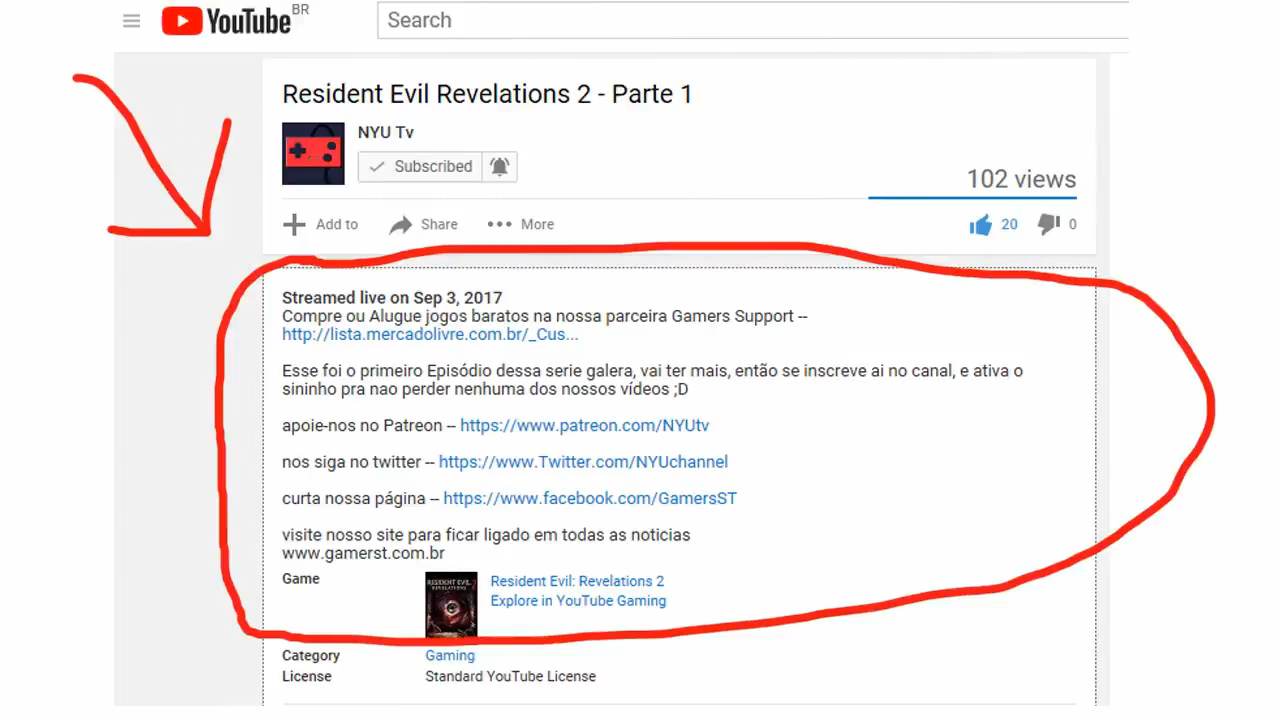 YouTube BR
Search
Resident Evil Revelations 2 - Parte 1
NYU Tv
Subscribed
102 views
Add to Share More 20 0
Streamed live on Sep 3, 2017
Compre ou Alugue jogos baratos na nossa parceira Gamers Support --
http://lista.mercadolivre.com.br/_Cus...
Esse foi o primeiro Episódio dessa serie galera, vai ter mais, então se inscreve ai no canal, e ativa o
sininho pra nao perder nenhuma dos nossos vídeos ;D
apoie-nos no Patreon -- https://www.patreon.com/NYUtv
nos siga no twitter -- https://www.Twitter.com/NYUchannel
curta nossa página -- https://www.facebook.com/GamersST
visite nosso site para ficar ligado em todas as noticias
www.gamerst.com.br
Game
RESIDENT EVIL 2
REVELATIONS
Resident Evil: Revelations 2
Explore in YouTube Gaming
Category Gaming
License Standard YouTube License